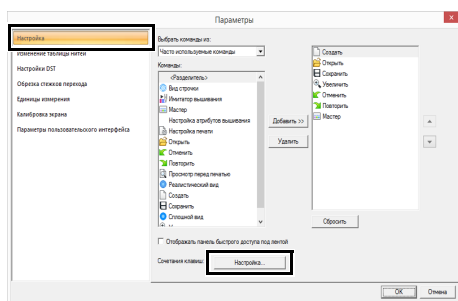 Параметры
Настройка
Изменение таблицы нитей
Настройки DST
Обрезка стежков перехода
Единицы измерения
Калибровка экрана
Параметры пользовательского интерфейса
Выбрать команды из:
Часто используемые команды
Команды:
<Разделитель>
Вид строчки
Имитатор вышивания
Мастер
Настройка атрибутов вышивания
Настройка печати
Открыть
Отменить
Повторить
Просмотр перед печатью
Реалистический вид
Создать
Сохранить
Сплошной вид
Добавить >>
Удалить
Создать
Открыть
Сохранить
Увеличить
Отменить
Повторить
Мастер
Сбросить
Отображать панель быстрого доступа под лентой
Сочетания клавиш:
Настройка...
OK
Отмена